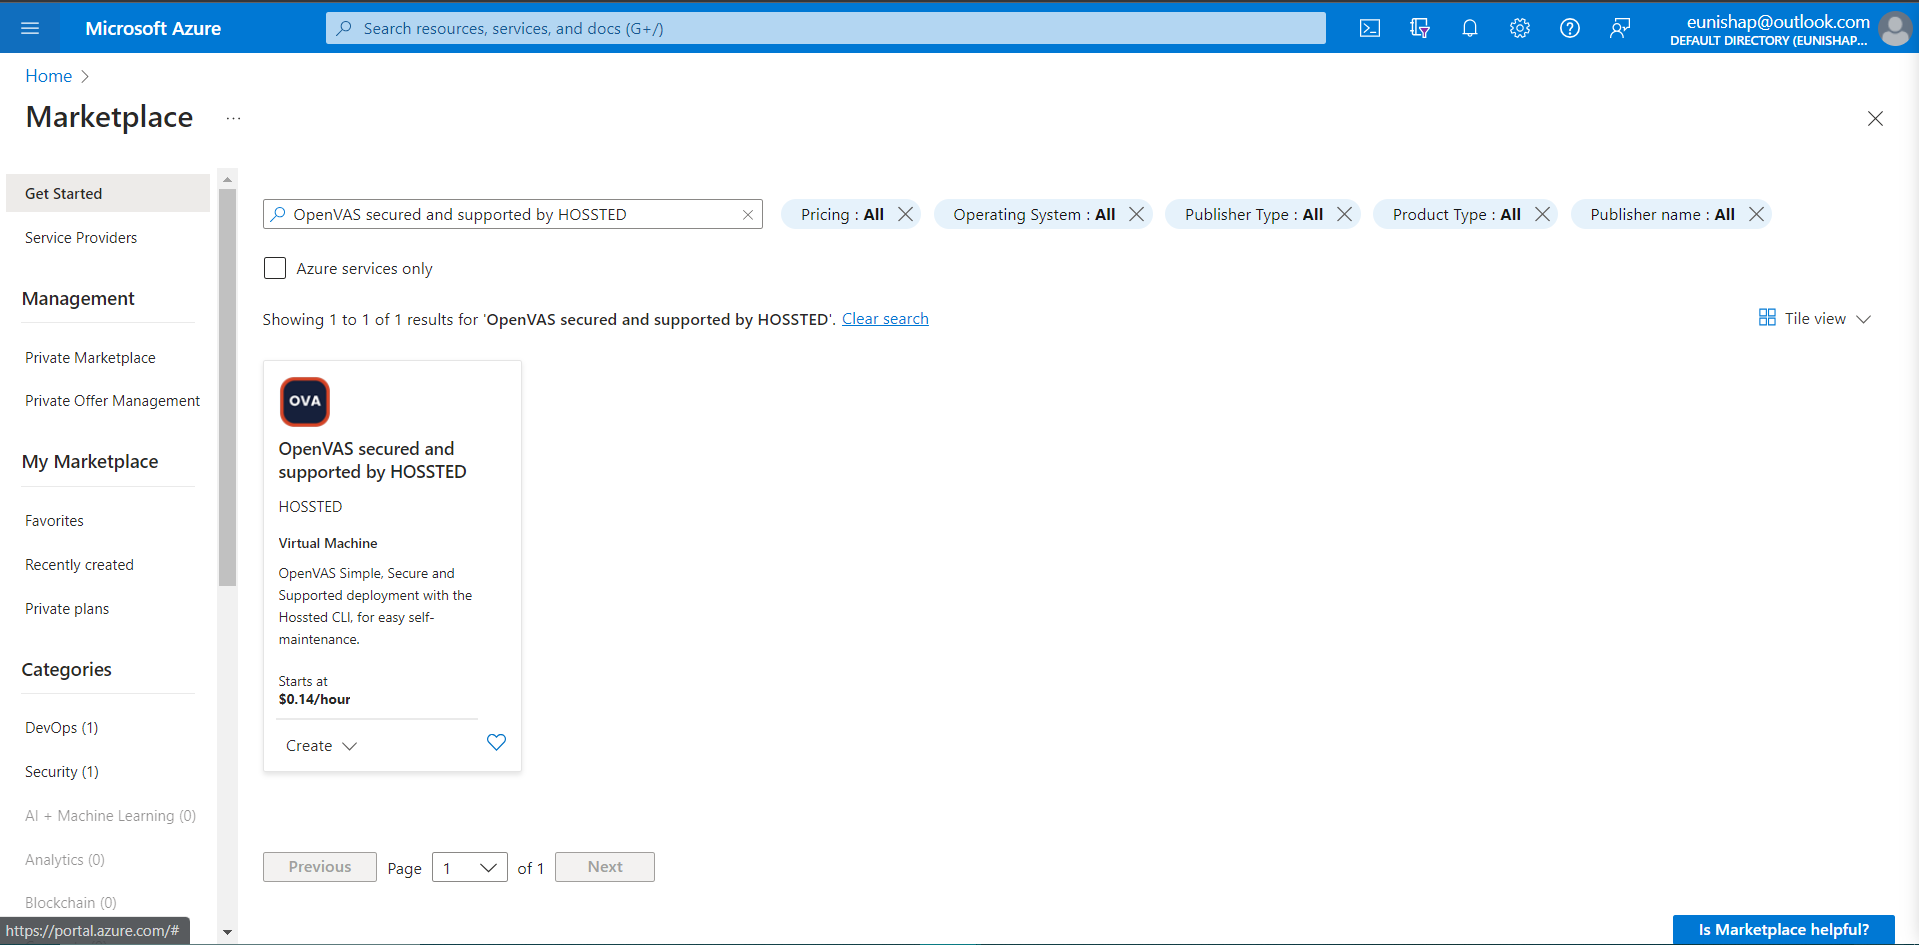 Microsoft Azure
Search resources, services, and docs (G+/)
eunishap@outlook.com
DEFAULT DIRECTORY (EUNISHAP...
Home
Marketplace
...
Get Started
Service Providers
Management
Private Marketplace
Private Offer Management
My Marketplace
Favorites
Recently created
Private plans
Categories
DevOps (1)
Security (1)
AI + Machine Learning (0)
Analytics (0)
Blockchain (0)
https://portal.azure.com/#
OpenVAS secured and supported by HOSSTED
Pricing : All
Operating System : All
Publisher Type : All
Product Type : All
Publisher name : All
Azure services only
Showing 1 to 1 of 1 results for 'OpenVAS secured and supported by HOSSTED'. Clear search
Tile view
OVA
OpenVAS secured and
supported by HOSSTED
HOSSTED
Virtual Machine
OpenVAS Simple, Secure and
Supported deployment with the
Hossted CLI, for easy self-
maintenance.
Starts at
$0.14/hour
Create
Previous
Page
1
of 1
Next
Is Marketplace helpful?